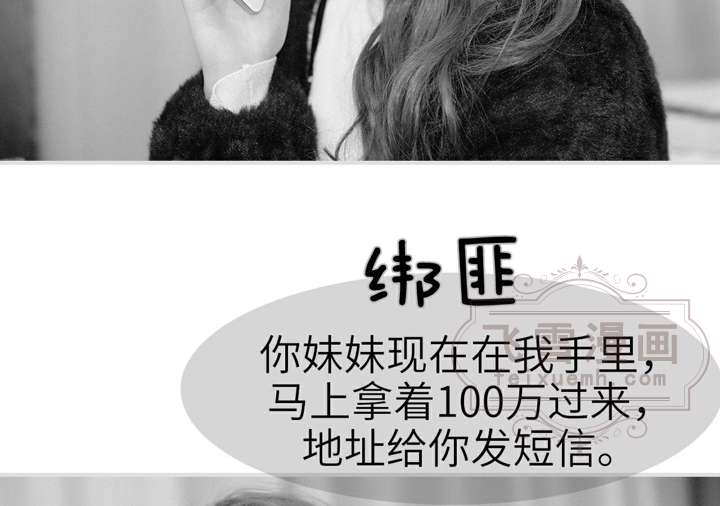 绑匪
飞雪漫画
feixuemh.com
你妹妹现在在我手里，
马上拿着100万过来，
地址给你发短信。